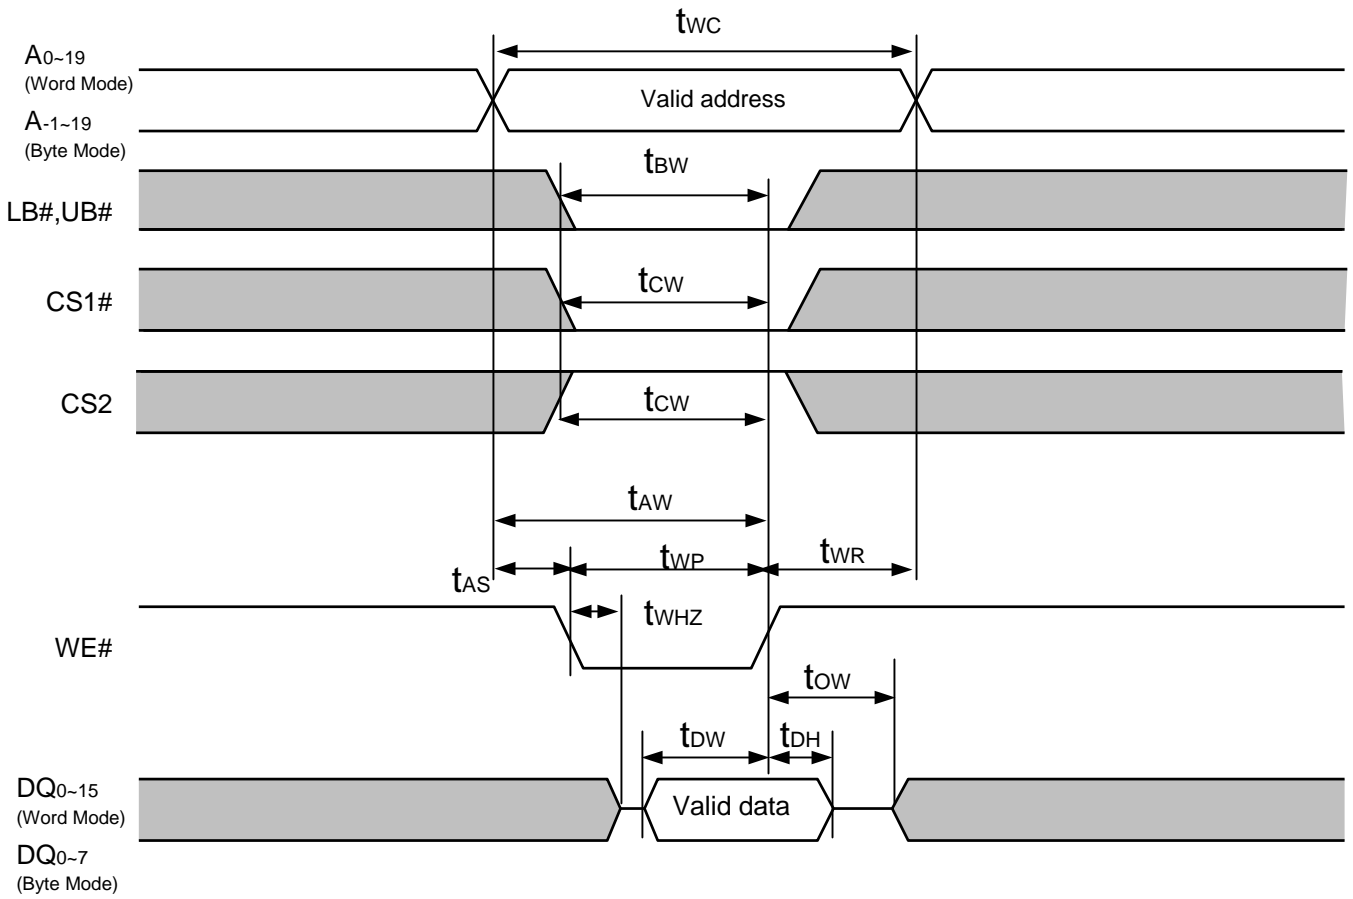 tWC
A0~19
(Word Mode)
Valid address
A-1~19
(Byte Mode)
tBW
LB#,UB#
tCW
CS1#
CS2
tCW
tAW
tWP
tWR
tAS
tWHZ
WE#
tOW
tDW
tDH
DQ0~15
(Word Mode)
Valid data
DQ0~7
(Byte Mode)